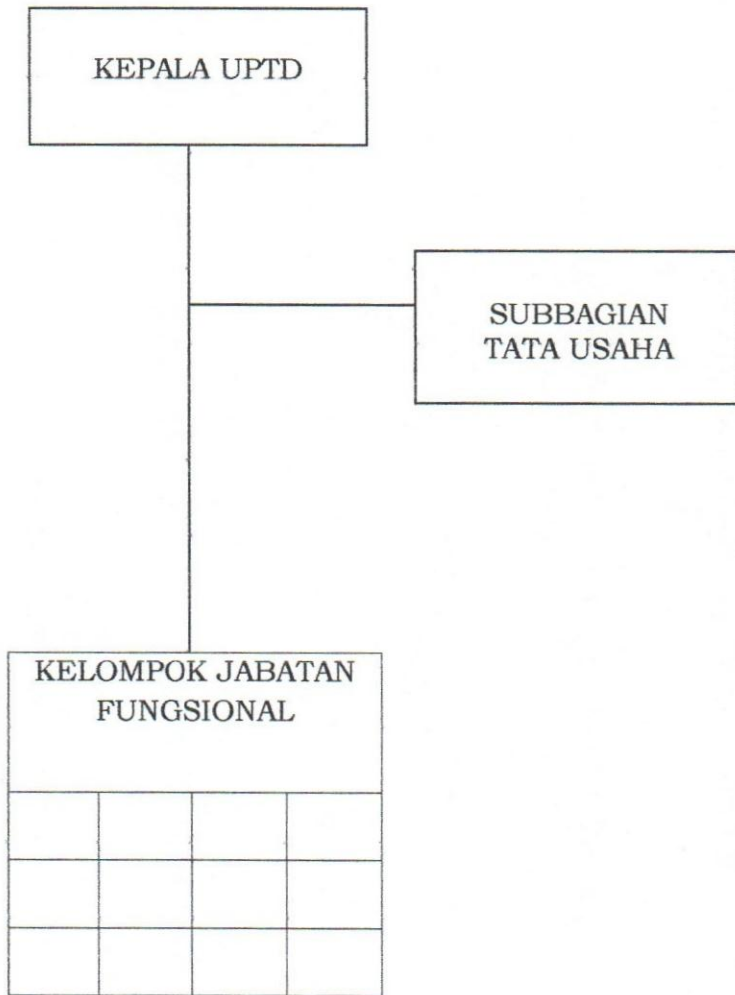 KEPALA UPTD
SUBBAGIAN
TATA USAHA
KELOMPOK JABATAN
FUNGSIONAL